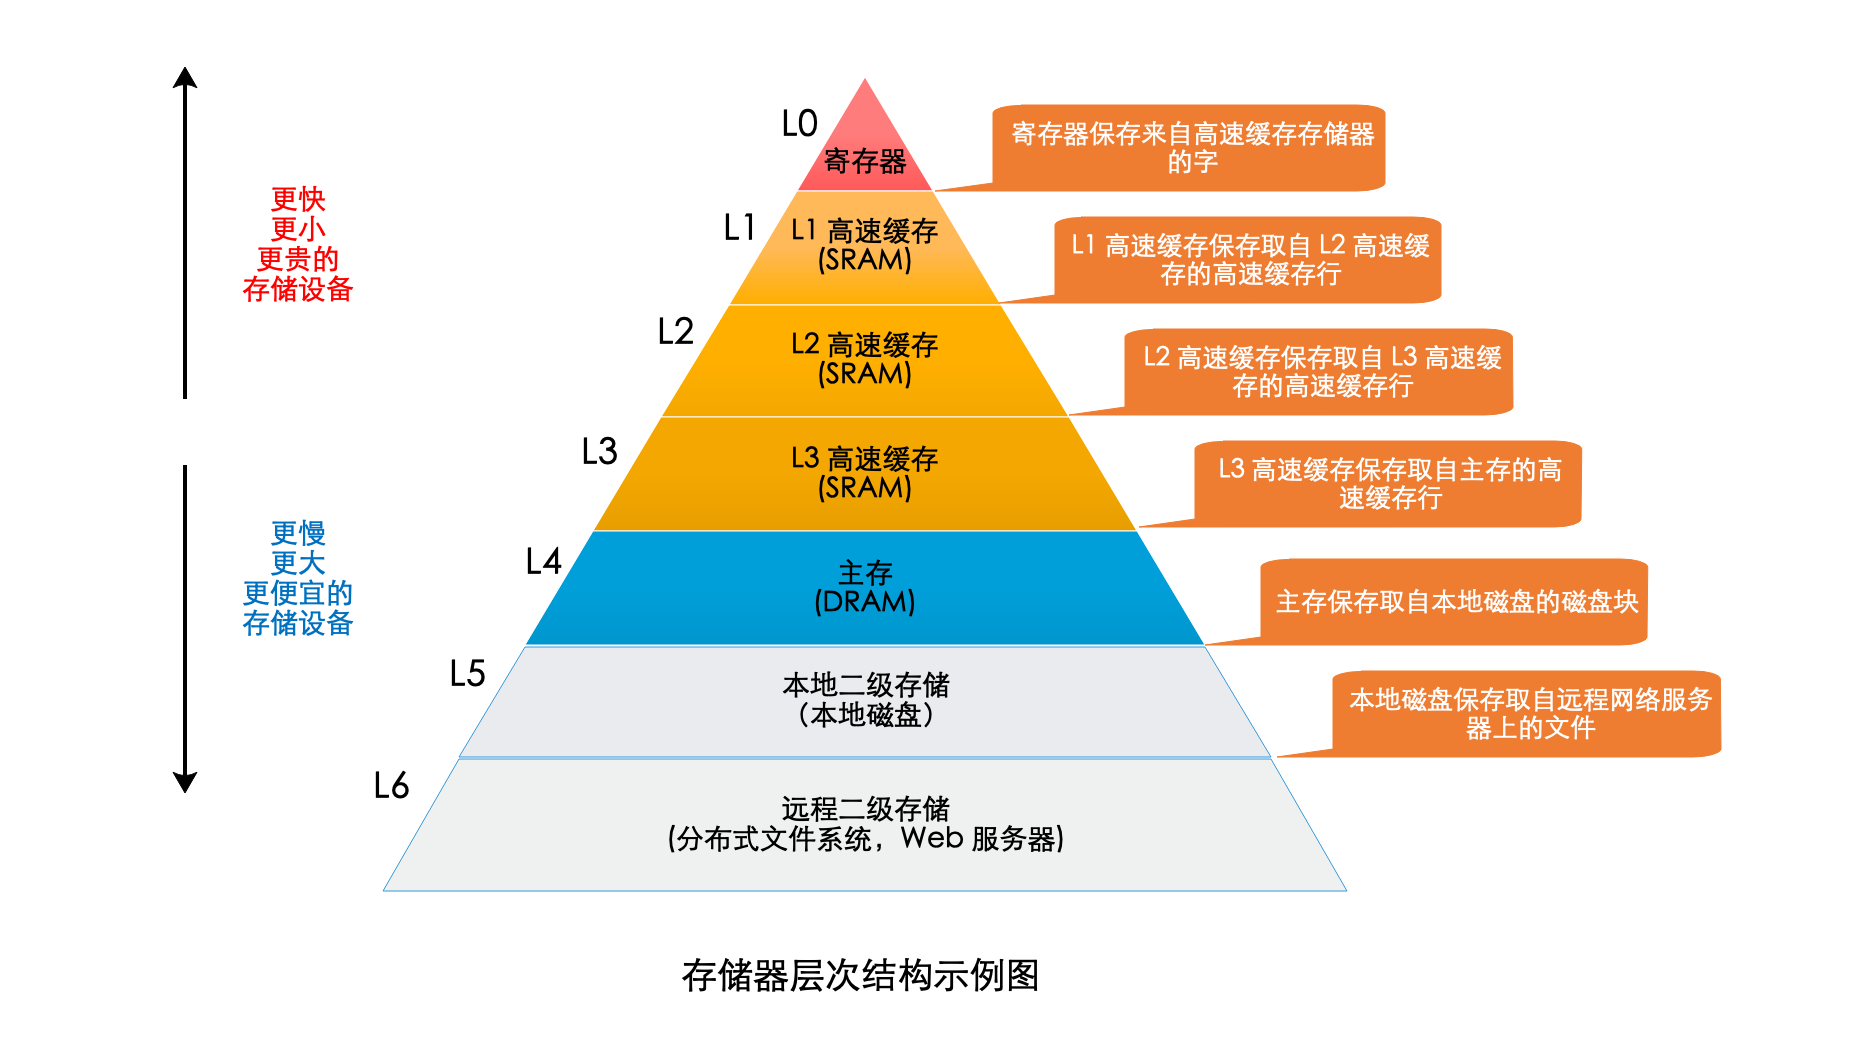 L0
寄存器
寄存器保存来自高速缓存存储器
的字
更快
更小
更贵的
存储设备
L1
L1 高速缓存
(SRAM)
L1 高速缓存保存取自 L2 高速缓
存的高速缓存行
L2
L2 高速缓存
(SRAM)
L2 高速缓存保存取自 L3 高速缓
存的高速缓存行
L3
L3 高速缓存
(SRAM)
L3 高速缓存保存取自主存的高
速缓存行
更慢
更大
更便宜的
存储设备
L4
主存
(DRAM)
主存保存取自本地磁盘的磁盘块
L5
本地二级存储
（本地磁盘）
本地磁盘保存取自远程网络服务
器上的文件
L6
远程二级存储
(分布式文件系统，Web 服务器)
存储器层次结构示例图